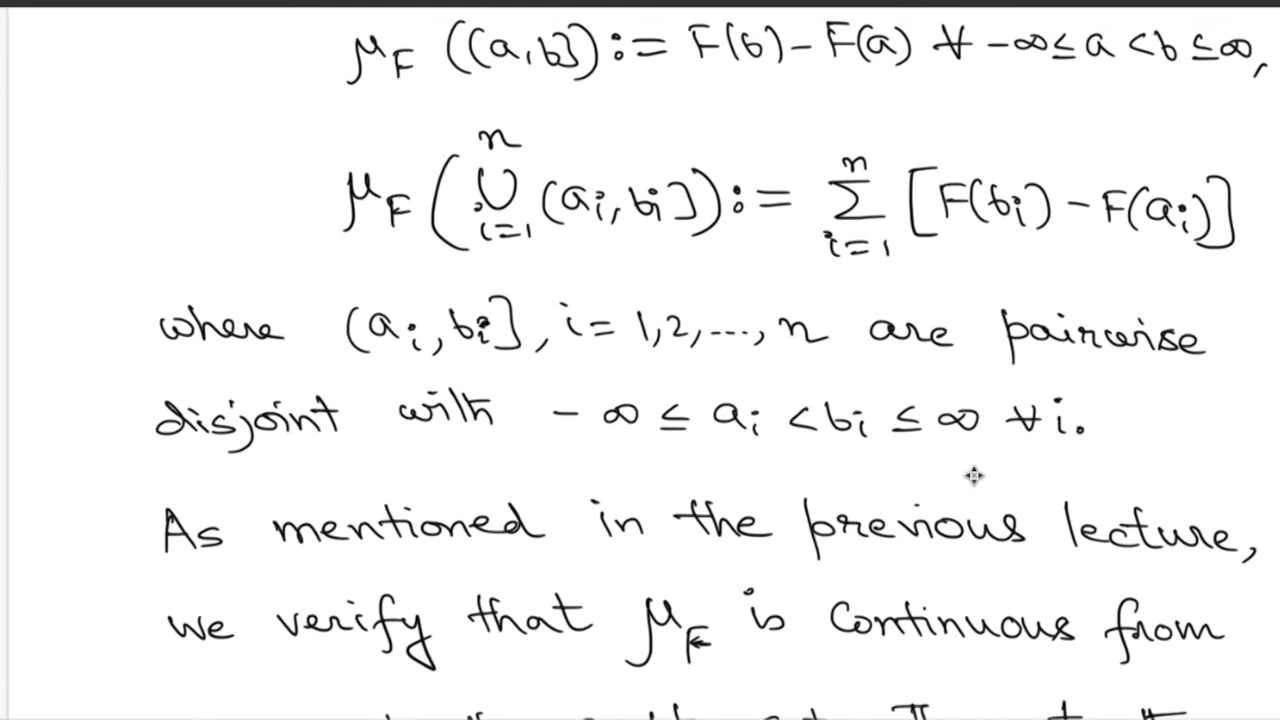 μ_F ((a,b]) := F(b) - F(a) ∀ -∞ ≤ a < b ≤ ∞,
μ_F (⋃_{i=1}^{n} (a_i, b_i]) := ∑_{i=1}^{n} [F(b_i) - F(a_i)]
where (a_i, b_i], i = 1,2,..., n are pairwise
disjoint with -∞ ≤ a_i < b_i ≤ ∞ ∀ i.
As mentioned in the previous lecture,
we verify that μ_F is continuous from